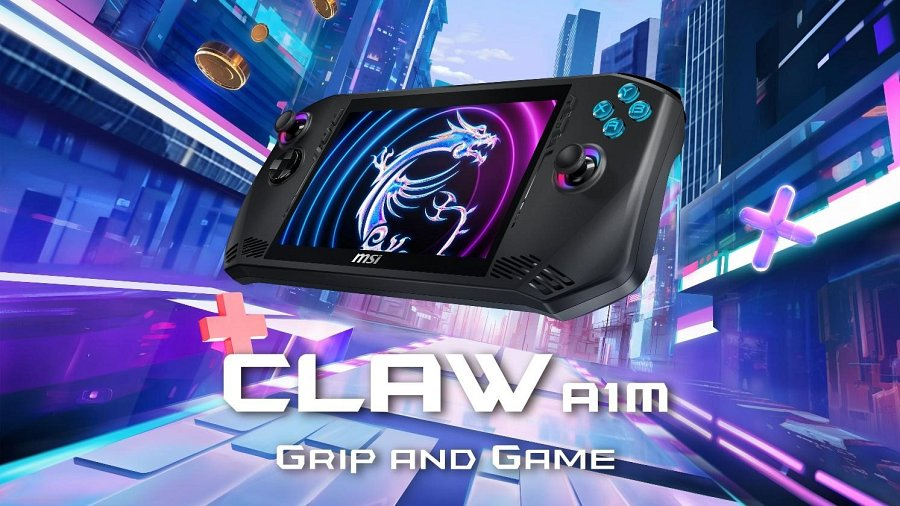 Y
X B
A
msi
CLAW A1M
GRIP AND GAME